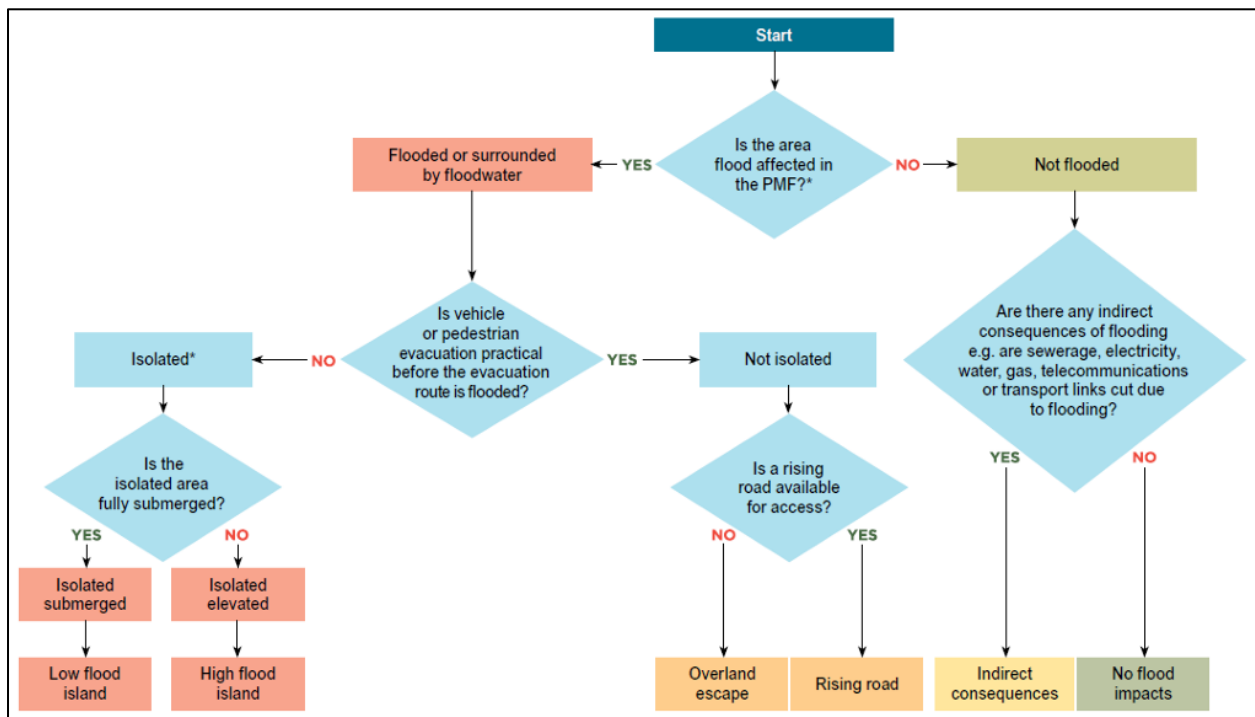 Start
Is the area
flood affected in
the PMF?*
YES
NO
Flooded or surrounded
by floodwater
Not flooded
Is vehicle
or pedestrian
evacuation practical
before the evacuation
route is flooded?
NO
YES
Isolated*
Not isolated
Are there any indirect
consequences of flooding
e.g. are sewerage, electricity,
water, gas, telecommunications
or transport links cut due
to flooding?
YES
NO
Is the
isolated area
fully submerged?
YES
NO
Is a rising
road available
for access?
NO
YES
Isolated
submerged
Isolated
elevated
Low flood
island
High flood
island
Overland
escape
Rising road
Indirect
consequences
No flood
impacts